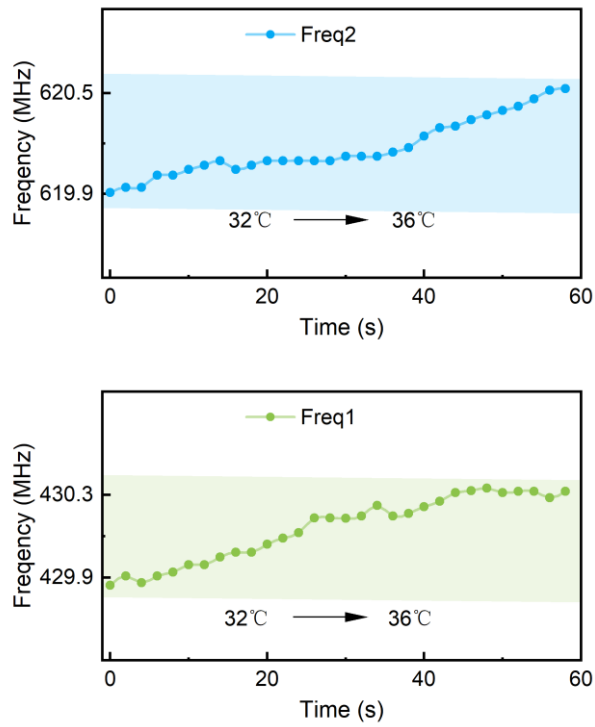 Freq2
Freqency (MHz)
620.5
619.9
32℃ 36℃
0 20 40 60
Time (s)
Freq1
Freqency (MHz)
430.3
429.9
32℃ 36℃
0 20 40 60
Time (s)